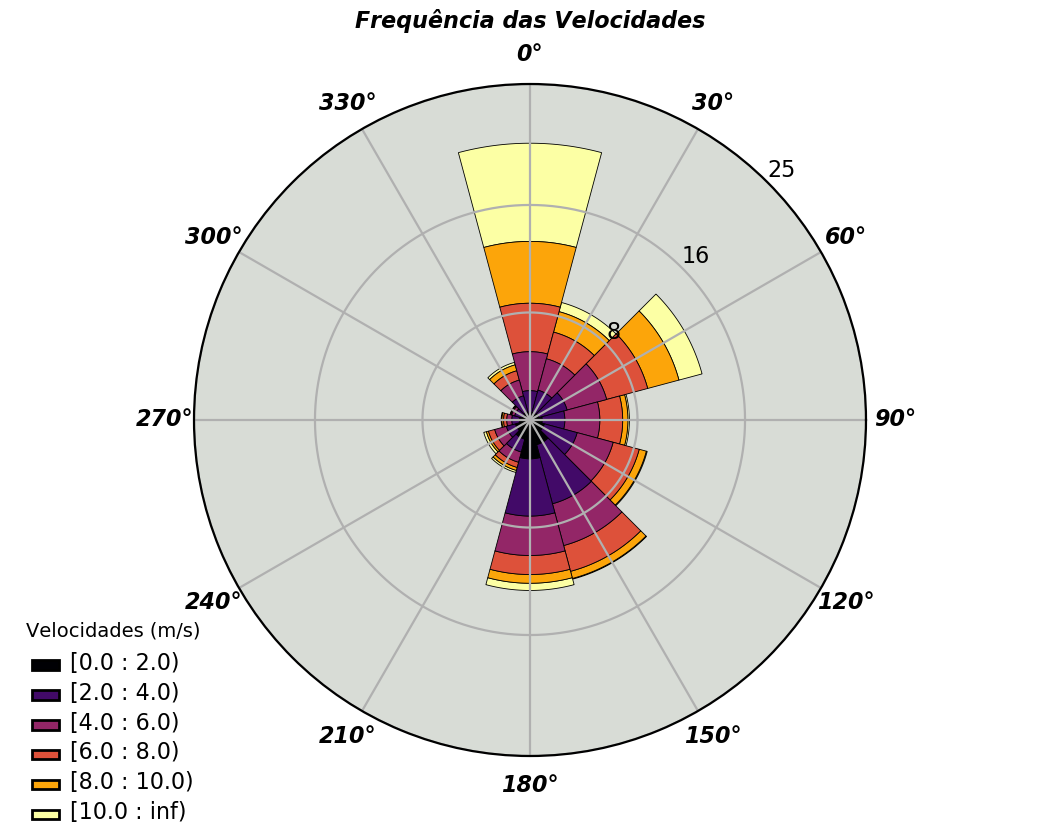 Frequência das Velocidades
0°
330°
30°
25
300°
60°
16
8
270°
90°
240°
120°
210°
150°
180°
Velocidades (m/s)
[0.0 : 2.0)
[2.0 : 4.0)
[4.0 : 6.0)
[6.0 : 8.0)
[8.0 : 10.0)
[10.0 : inf)